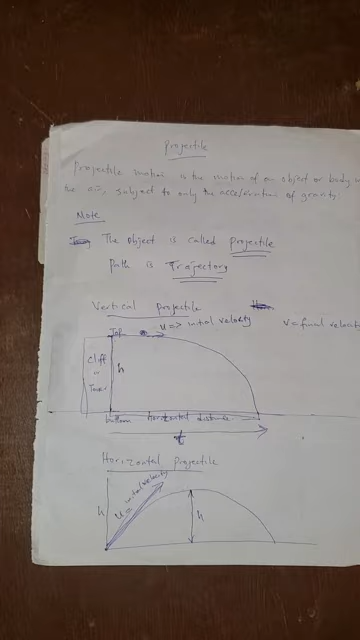 Projectile
Projectile motion is the motion of an object or body in
the air, subject to only the acceleration of gravity.
Note
The object is called Projectile
Path is Trajectory
Vertical projectile
Top u => initial velocity v = final velocity
Cliff
or
Tower
h
bottom horizontal distance
t
Horizontal Projectile
h
u = initial velocity
h